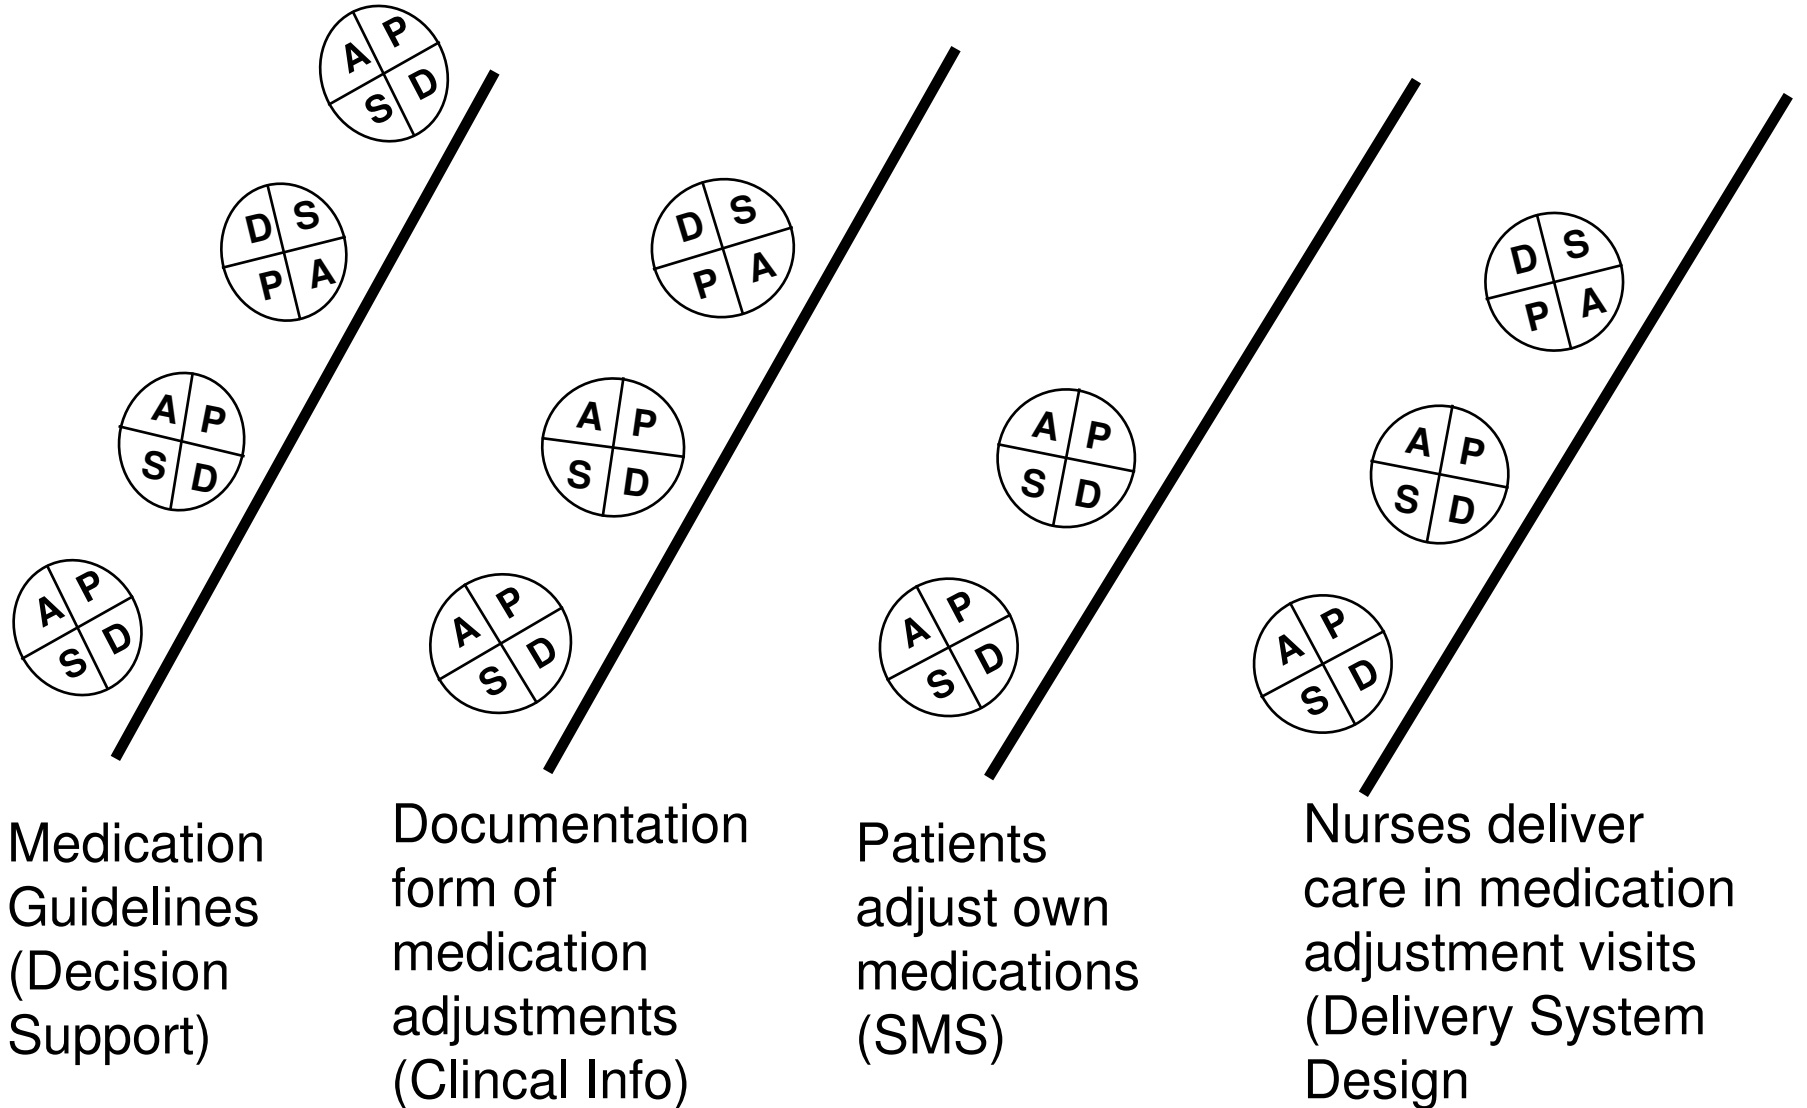 A P
S D
D S
P A
A P
S D
A P
S D
D S
P A
A P
S D
A P
S D
A P
S D
A P
S D
D S
P A
A P
S D
A P
S D
Medication
Guidelines
(Decision
Support)
Documentation
form of
medication
adjustments
(Clincal Info)
Patients
adjust own
medications
(SMS)
Nurses deliver
care in medication
adjustment visits
(Delivery System
Design